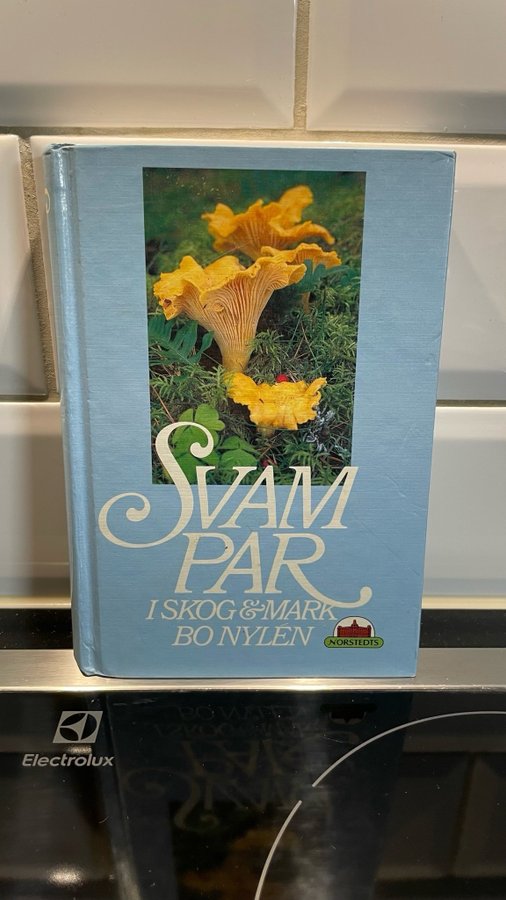 SVAM
PAR
I SKOG & MARK
BO NYLÉN
NORSTEDTS
Electrolux